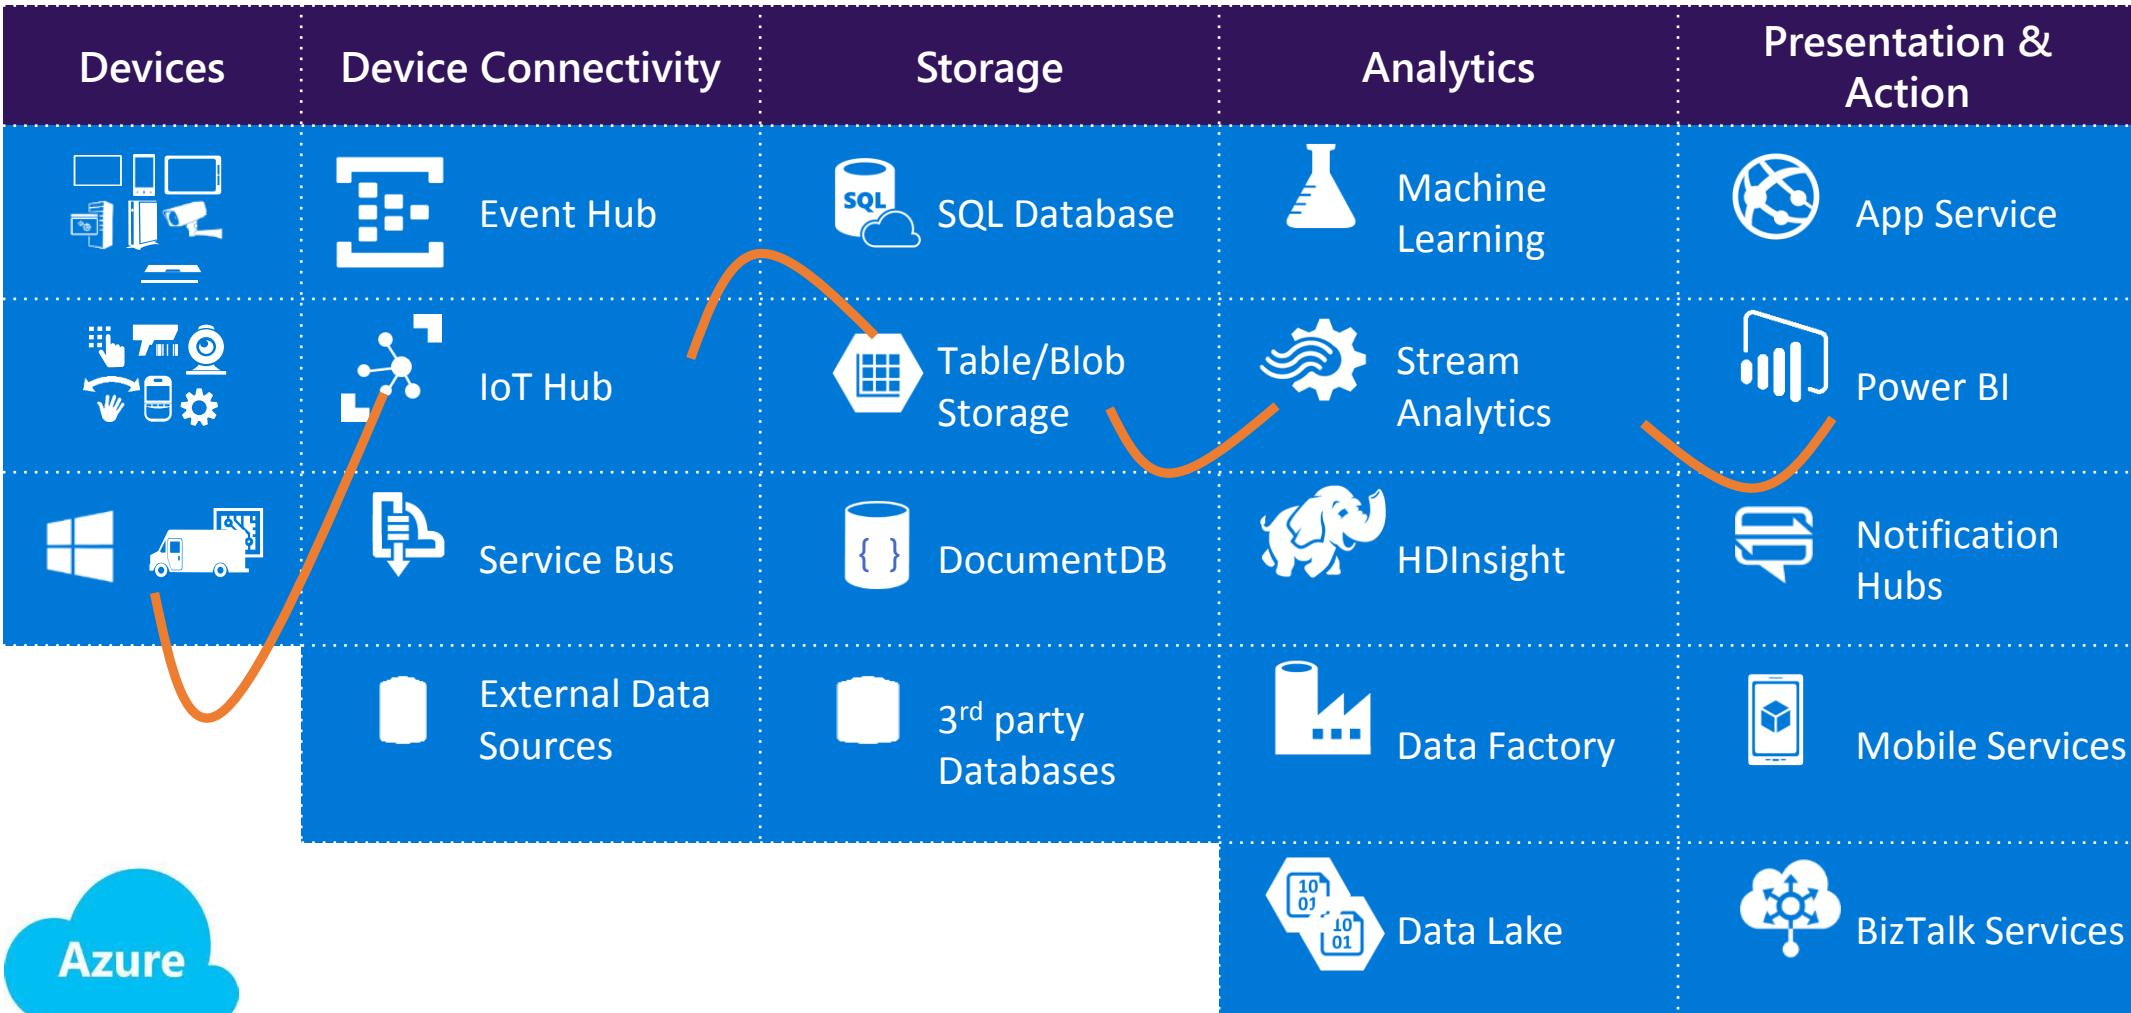 Devices
Device Connectivity
Storage
Analytics
Presentation &
Action
Event Hub
SQL
SQL Database
Machine
Learning
App Service
IoT Hub
Table/Blob
Storage
Stream
Analytics
Power BI
Service Bus
{ }
DocumentDB
HDInsight
Notification
Hubs
External Data
Sources
3rd party
Databases
Data Factory
Mobile Services
10
01
10
01
Data Lake
BizTalk Services
Azure